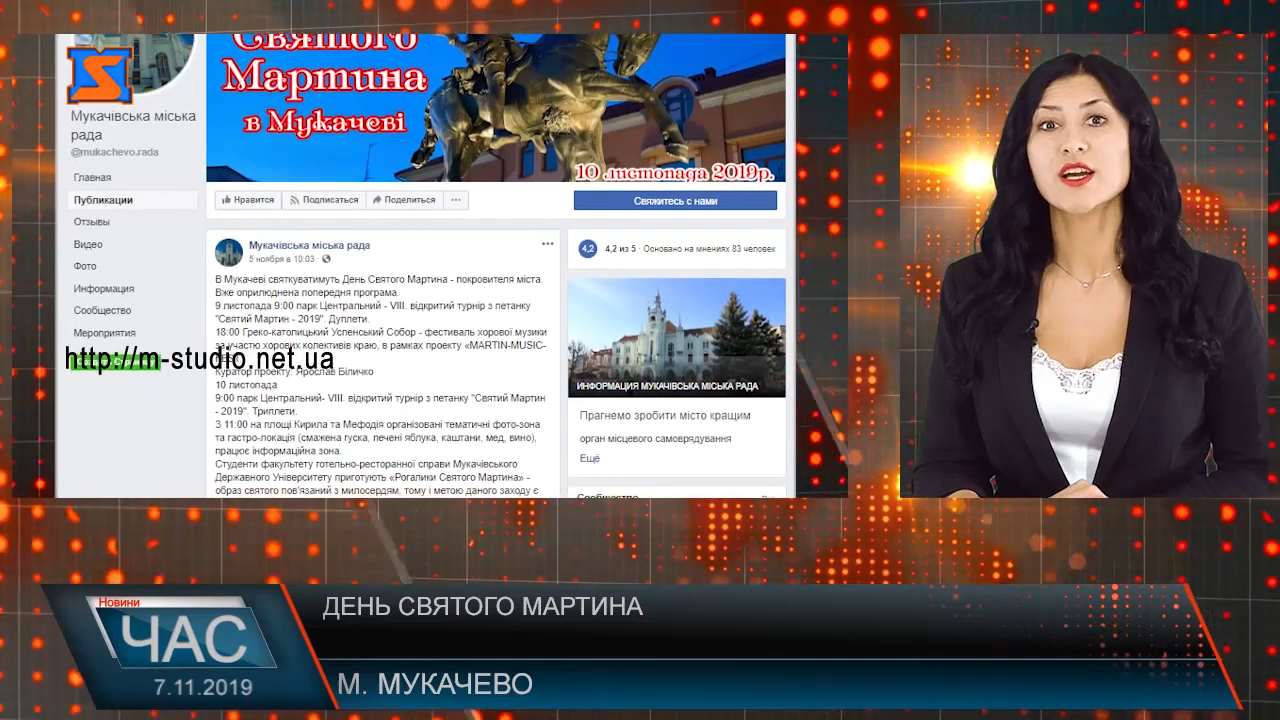 Святого
Мартина
в Мукачеві
10 листопада 2019р.
S
Мукачівська міська
рада
@mukachevo.rada
Главная
Публикации
Отзывы
Видео
Фото
Информация
Сообщество
Мероприятия
http://m-studio.net.ua
Нравится
Подписаться
Поделиться
...
Свяжитесь с нами
Мукачівська міська рада
...
5 ноября в 10:03 ·
В Мукачеві святкуватимуть День Святого Мартина - покровителя міста.
Вже оприлюднена попередня програма.
9 листопада 9:00 парк Центральний - VIII. відкритий турнір з петанку
"Святий Мартин - 2019". Дуплети.
18:00 Греко-католицький Успенський Собор - фестиваль хорової музики
за участю хорових колективів краю, в рамках проекту «MARTIN-MUSIC-
Куратор проекту: Ярослав Біличко
10 листопада
9:00 парк Центральний- VIII. відкритий турнір з петанку "Святий Мартин
- 2019". Триплети.
З 11:00 на площі Кирила та Мефодія організовані тематичні фото-зона
та гастро-локація (смажена гуска, печені яблука, каштани, мед, вино),
працює інформаційна зона.
Студенти факультету готельно-ресторанної справи Мукачівського
Державного Університету приготують «Рогалики Святого Мартина» -
образ святого пов'язаний з милосердям, тому і метою даного заходу є
4,2
4,2 из 5 · Основано на мнениях 83 человек
ИНФОРМАЦИЯ МУКАЧІВСЬКА МІСЬКА РАДА
Прагнемо зробити місто кращим
орган місцевого самоврядування
Ещё
Сообщество
Новини
ЧАС
7.11.2019
ДЕНЬ СВЯТОГО МАРТИНА
М. МУКАЧЕВО